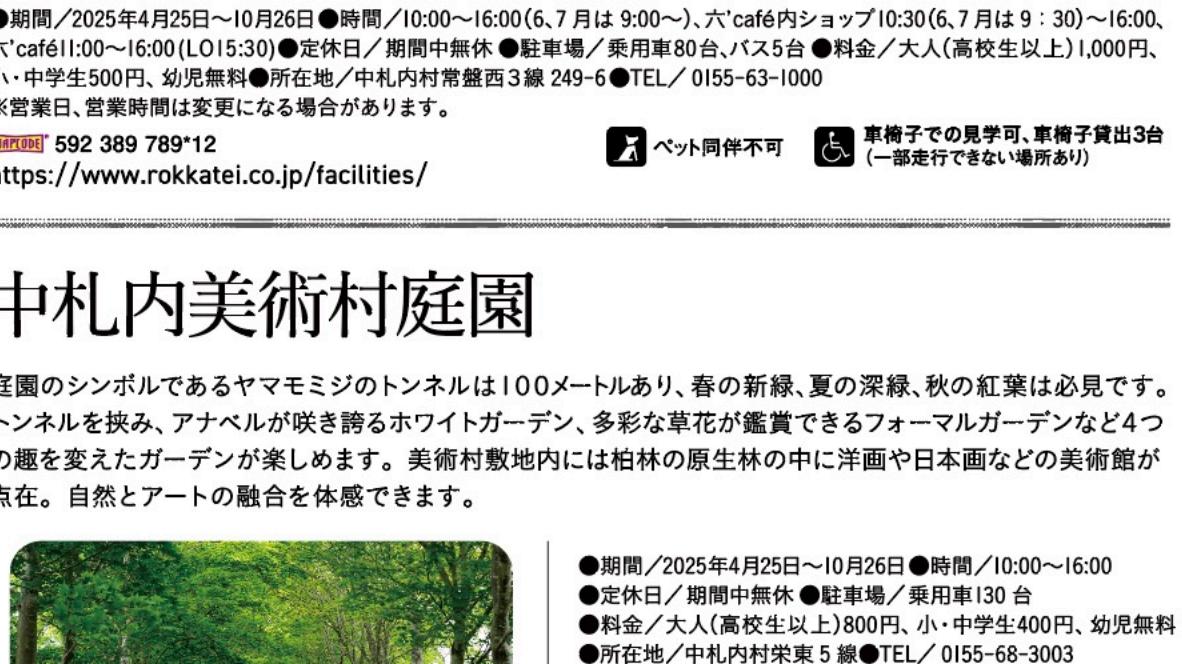 ●期間／2025年4月25日～10月26日●時間／10:00～16:00(6、7月は 9:00～)、六'café内ショップ10:30(6、7月は9：30)～16:00、
六'café11:00～16:00(LO15:30)●定休日／期間中無休 ●駐車場／乗用車80台、バス5台 ●料金／大人(高校生以上)1,000円、
小・中学生500円、幼児無料●所在地／中札内村常盤西3線 249-6●TEL／ 0155-63-1000
※営業日、営業時間は変更になる場合があります。
MAPCODE 592 389 789*12
ペット同伴不可
車椅子での見学可、車椅子貸出3台
(一部走行できない場所あり)
https://www.rokkatei.co.jp/facilities/
中札内美術村庭園
庭園のシンボルであるヤマモミジのトンネルは100メートルあり、春の新緑、夏の深緑、秋の紅葉は必見です。
トンネルを挟み、アナベルが咲き誇るホワイトガーデン、多彩な草花が鑑賞できるフォーマルガーデンなど4つ
の趣を変えたガーデンが楽しめます。美術村敷地内には柏林の原生林の中に洋画や日本画などの美術館が
点在。自然とアートの融合を体感できます。
●期間／2025年4月25日～10月26日●時間／10:00～16:00
●定休日／期間中無休 ●駐車場／乗用車130 台
●料金／大人(高校生以上)800円、小・中学生400円、幼児無料
●所在地／中札内村栄東 5 線●TEL／ 0155-68-3003